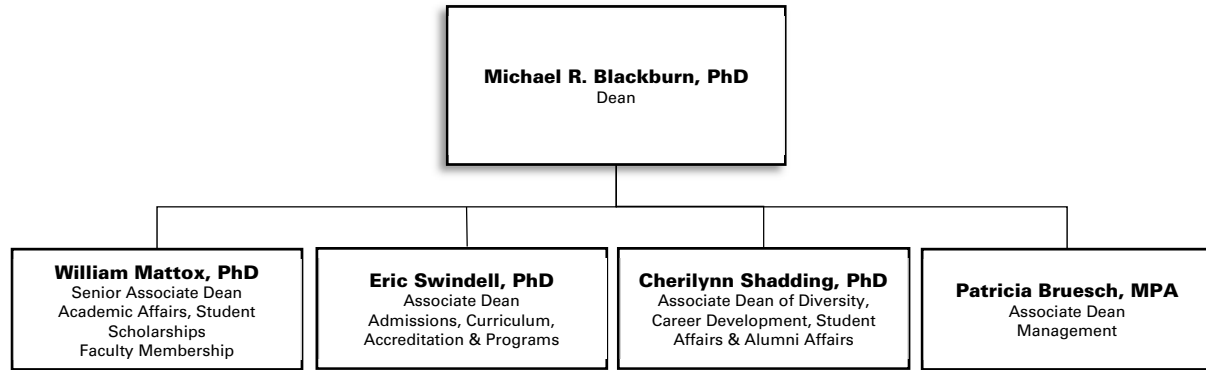 Michael R. Blackburn, PhD
Dean
William Mattox, PhD
Senior Associate Dean
Academic Affairs, Student
Scholarships
Faculty Membership
Eric Swindell, PhD
Associate Dean
Admissions, Curriculum,
Accreditation & Programs
Cherilynn Shadding, PhD
Associate Dean of Diversity,
Career Development, Student
Affairs & Alumni Affairs
Patricia Bruesch, MPA
Associate Dean
Management